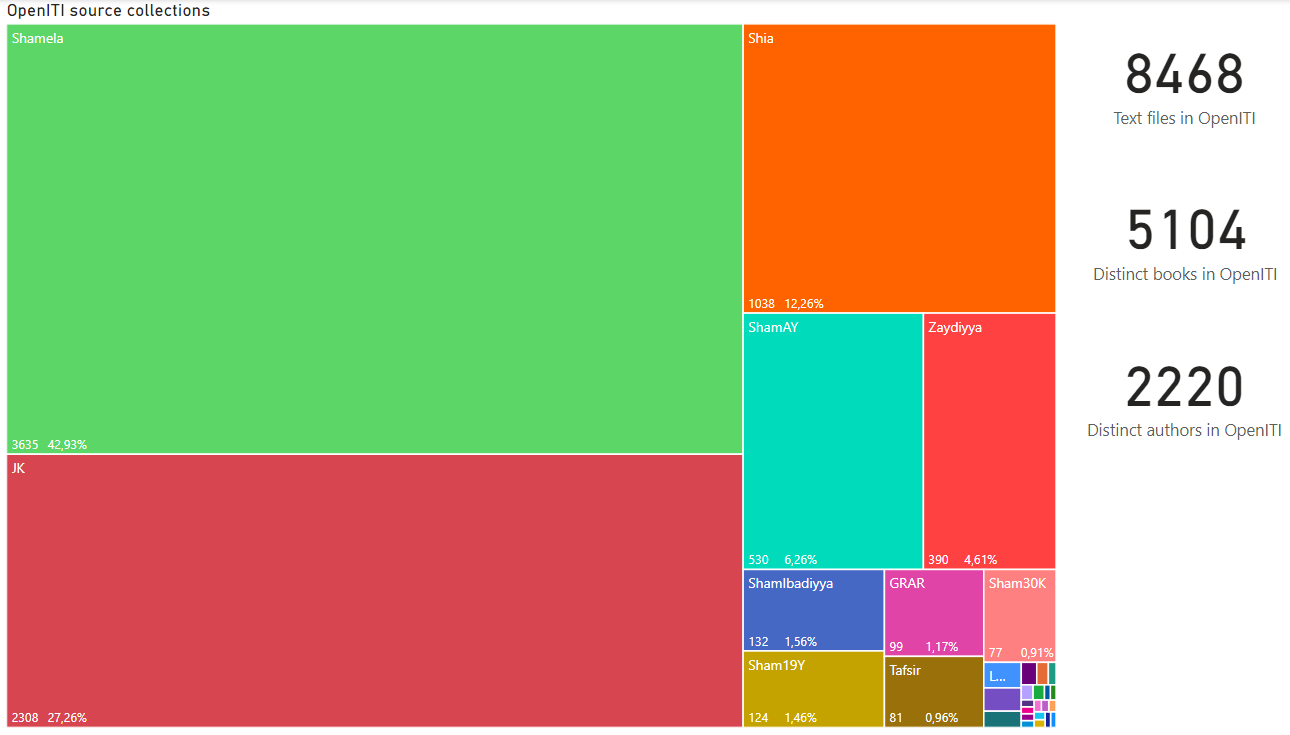 OpenITI source collections
Shamela
3635 42,93%
JK
2308 27,26%
Shia
1038 12,26%
ShamAY
530 6,26%
Zaydiyya
390 4,61%
ShamIbadiyya
132 1,56%
GRAR
99 1,17%
Sham30K
77 0,91%
Sham19Y
124 1,46%
Tafsir
81 0,96%
L...
8468
Text files in OpenITI
5104
Distinct books in OpenITI
2220
Distinct authors in OpenITI